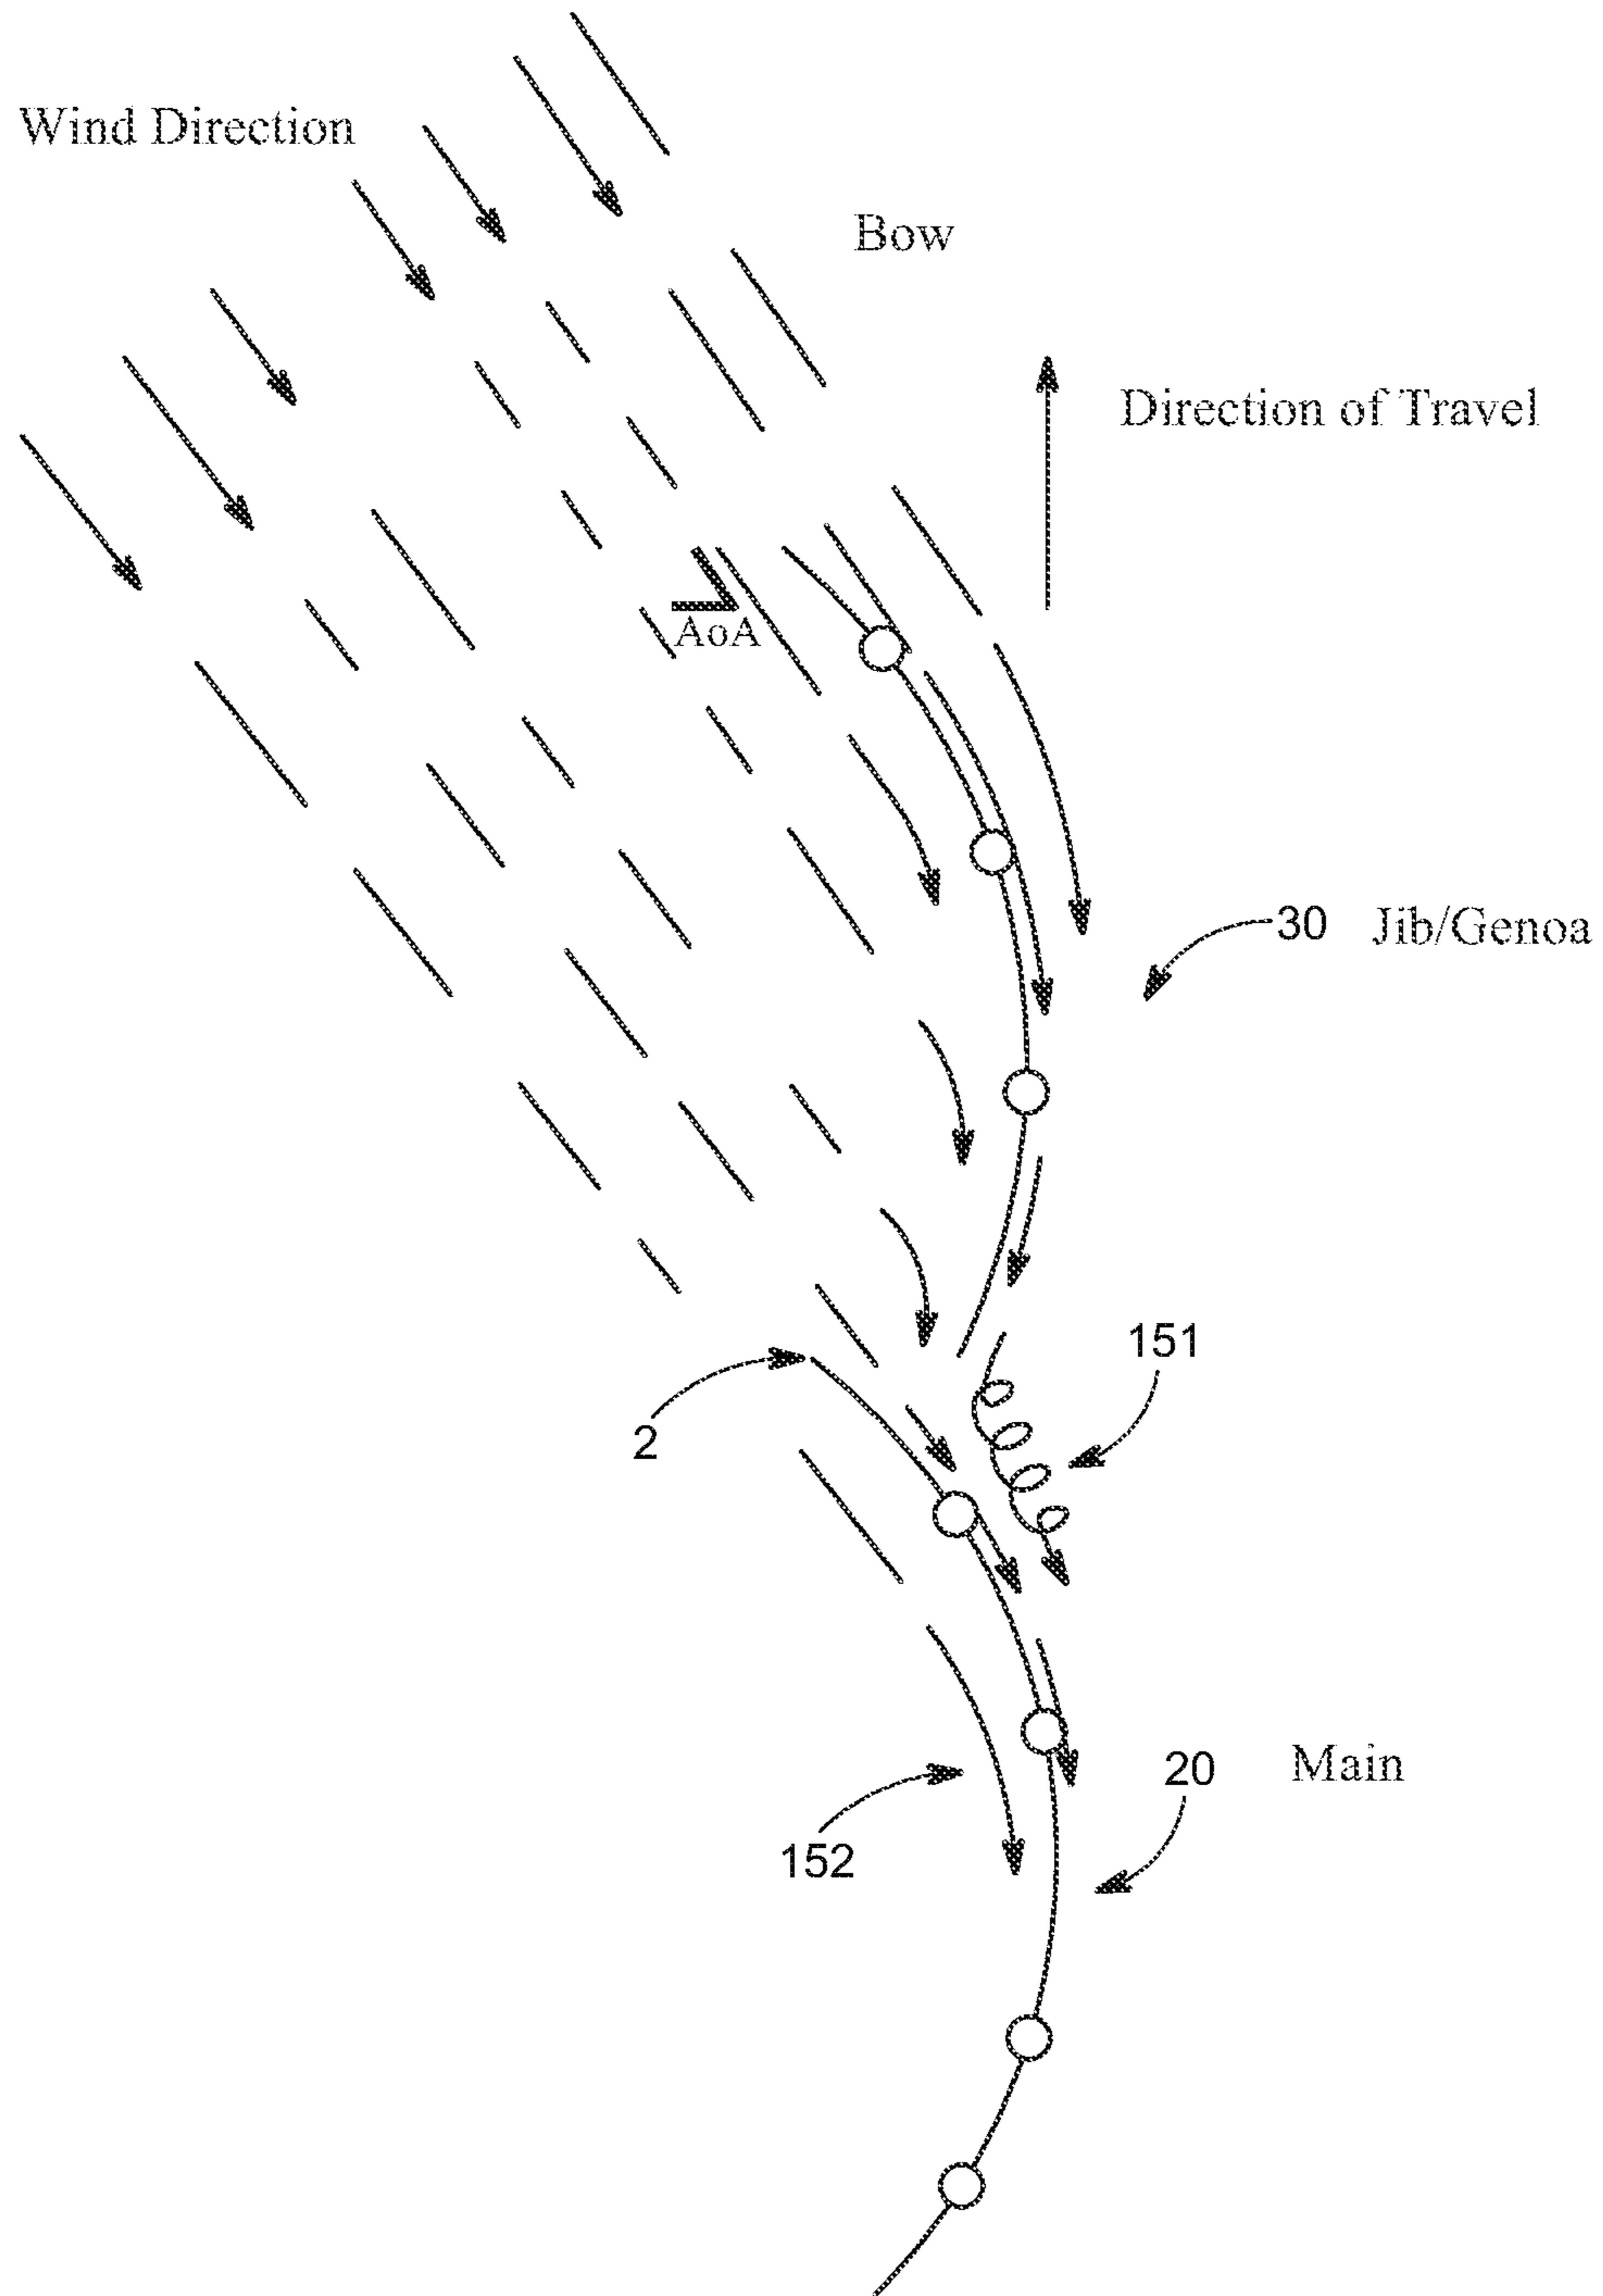 Wind Direction
Bow
Direction of Travel
AoA
30 Jib/Genoa
151
2
20 Main
152